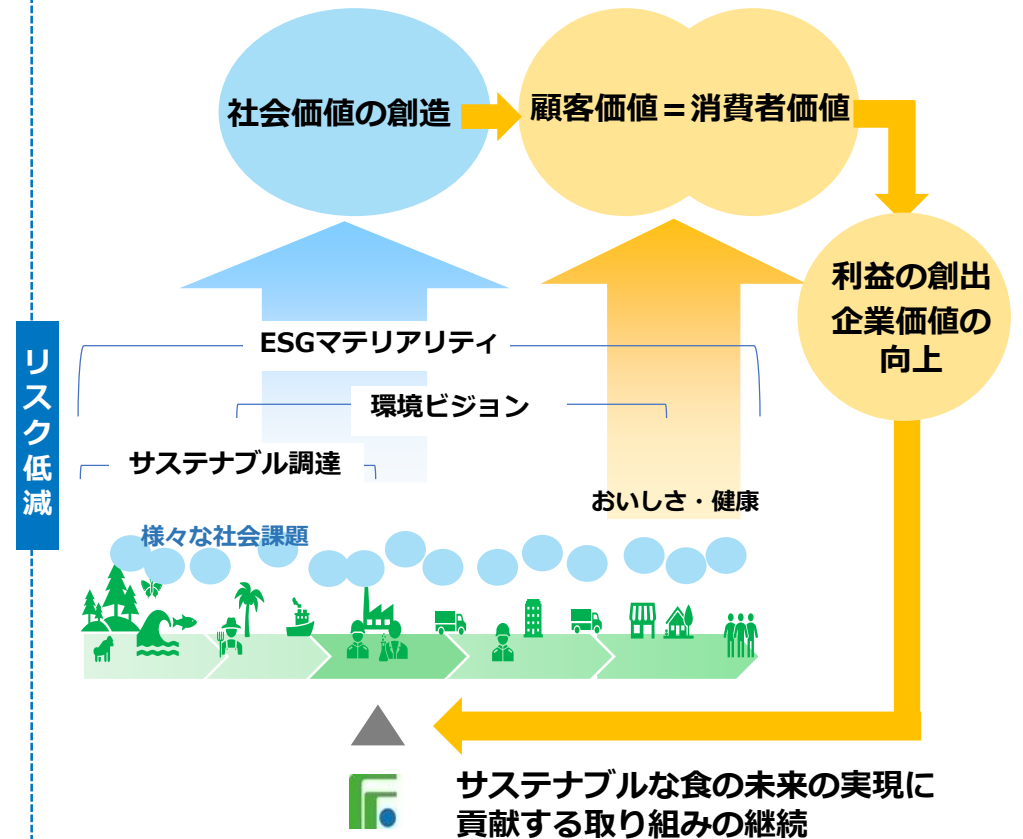 社会価値の創造
顧客価値=消費者価値
利益の創出
企業価値の
向上
リスク低減
ESGマテリアリティ
環境ビジョン
サステナブル調達
おいしさ・健康
様々な社会課題
サステナブルな食の未来の実現に
貢献する取り組みの継続